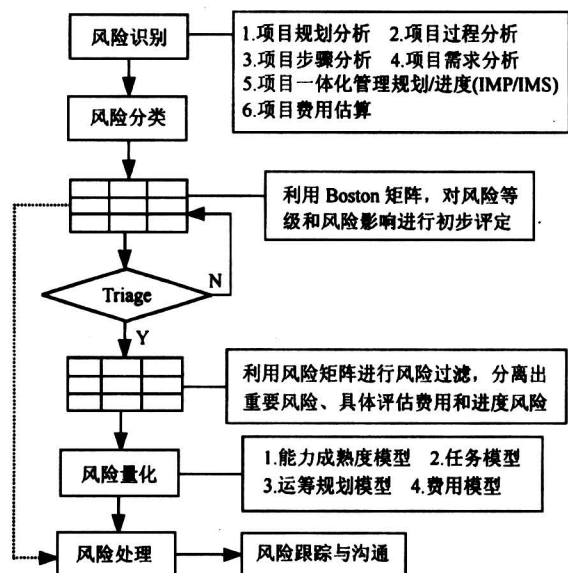 风险识别
1.项目规划分析 2.项目过程分析
3.项目步骤分析 4.项目需求分析
5.项目一体化管理规划/进度(IMP/IMS)
6.项目费用估算
风险分类
利用 Boston 矩阵，对风险等
级和风险影响进行初步评定
N
Triage
Y
利用风险矩阵进行风险过滤，分离出
重要风险、具体评估费用和进度风险
风险量化
1.能力成熟度模型 2.任务模型
3.运筹规划模型 4.费用模型
风险处理
风险跟踪与沟通